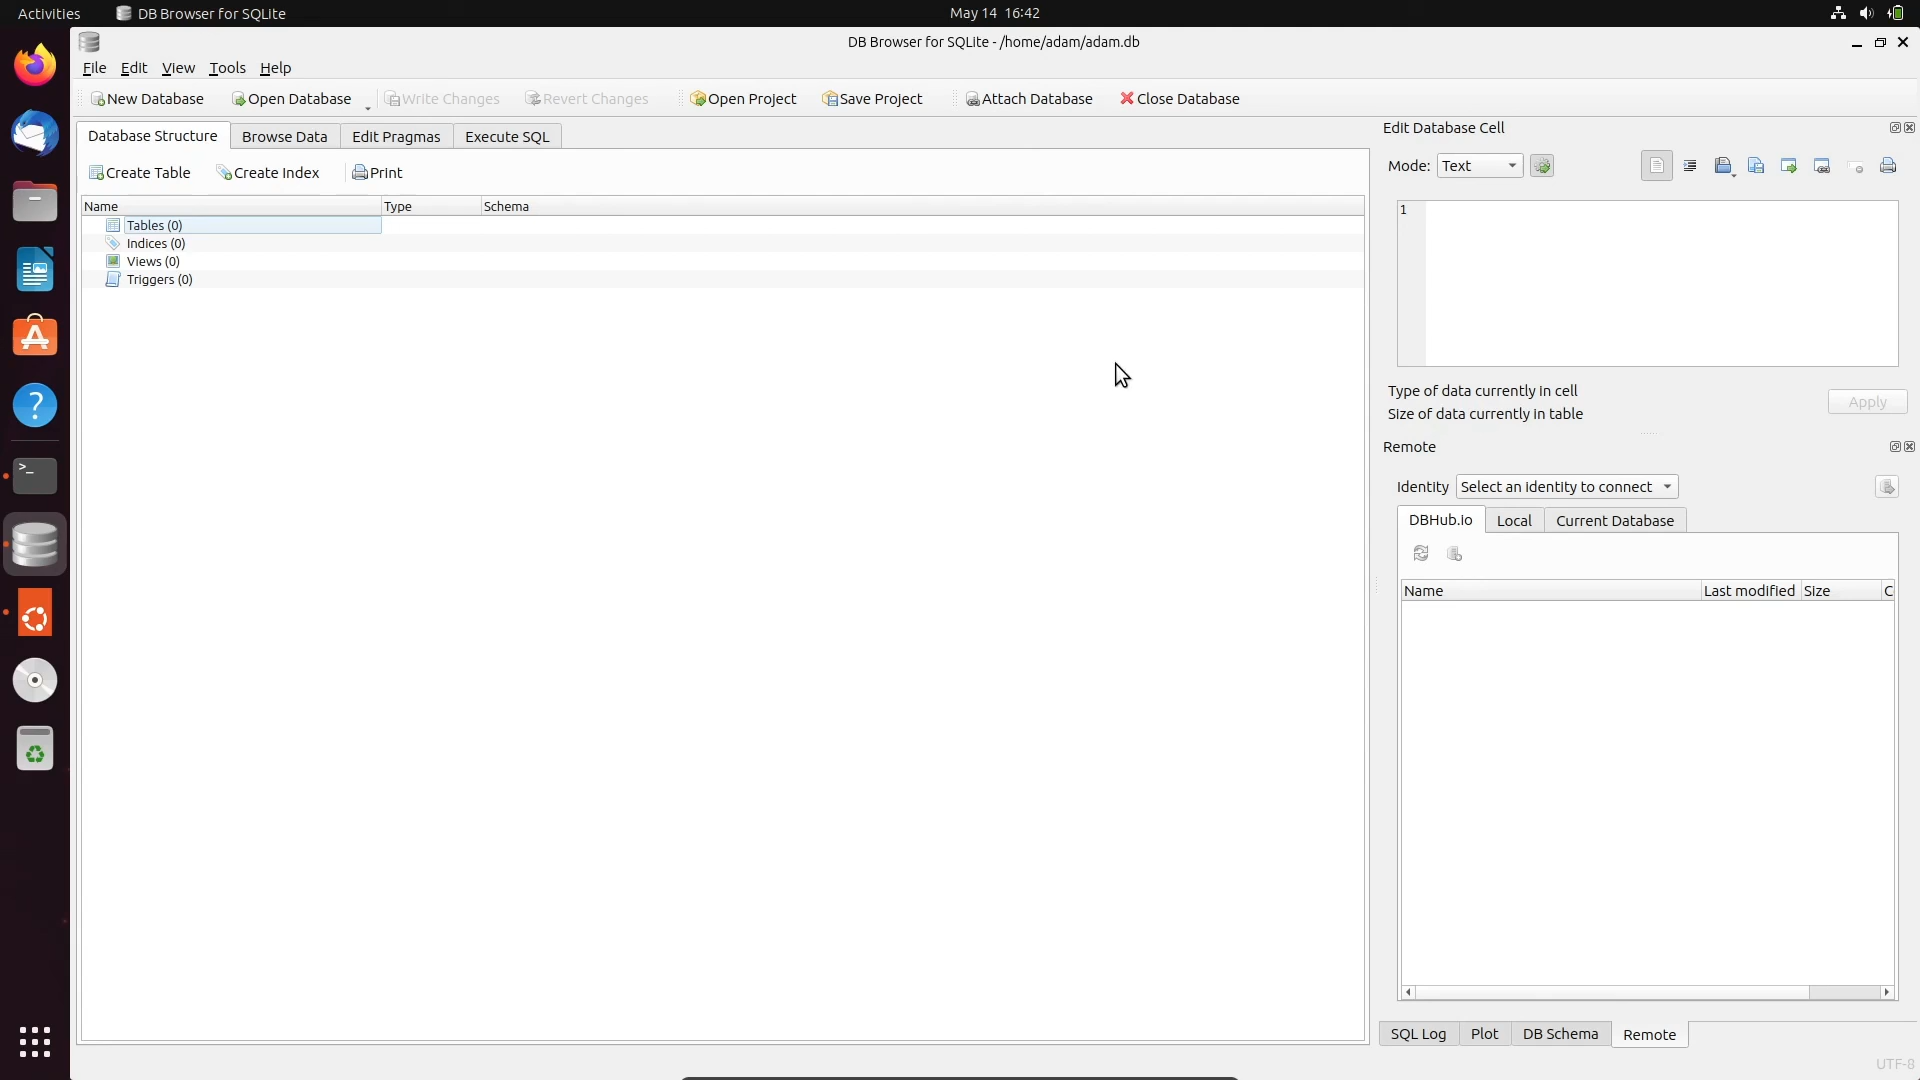 Activities DB Browser for SQLite May 14 16:42
DB Browser for SQLite - /home/adam/adam.db
File Edit View Tools Help
New Database Open Database Write Changes Revert Changes Open Project Save Project Attach Database Close Database
Database Structure Browse Data Edit Pragmas Execute SQL
Create Table Create Index Print
Name Type Schema
Tables (0)
Indices (0)
Views (0)
Triggers (0)
Edit Database Cell
Mode: Text
1
Type of data currently in cell
Size of data currently in table
Apply
Remote
Identity Select an identity to connect
DBHub.io Local Current Database
Name Last modified Size C
SQL Log Plot DB Schema Remote
UTF-8